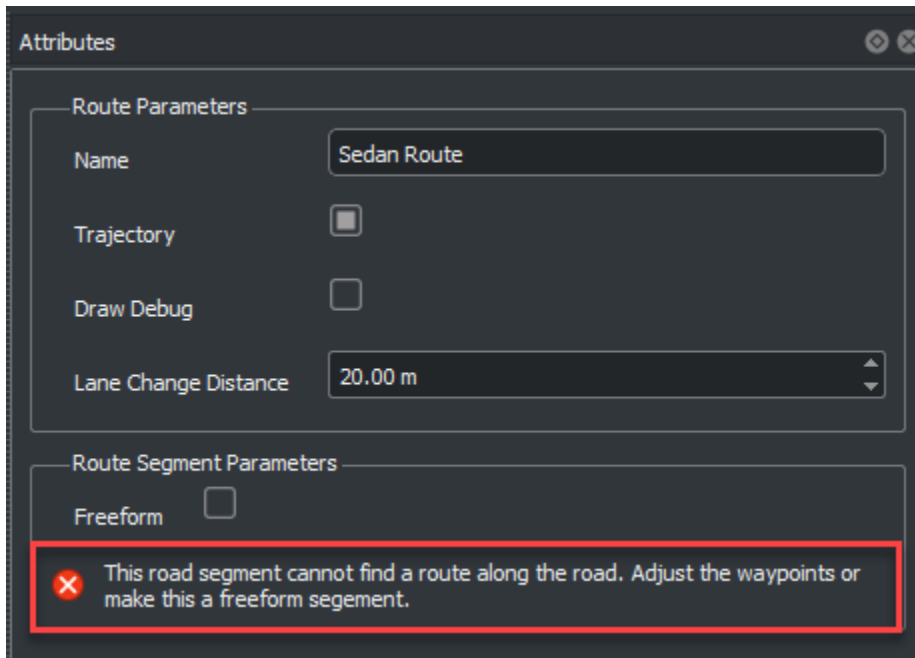 Attributes
Route Parameters
Name
Sedan Route
Trajectory
Draw Debug
Lane Change Distance
20.00 m
Route Segment Parameters
Freeform
This road segment cannot find a route along the road. Adjust the waypoints or
make this a freeform segement.